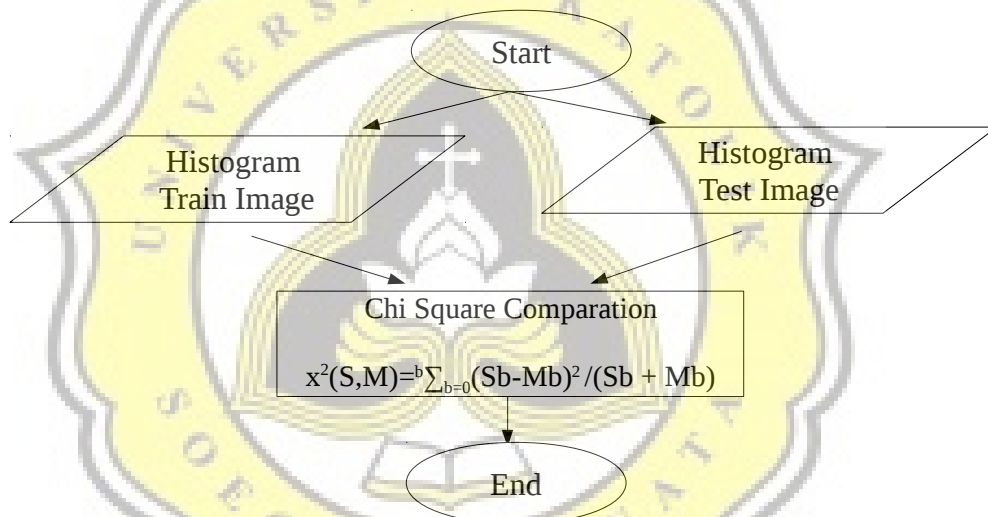 Start
Histogram
Train Image
Histogram
Test Image
Chi Square Comparation
x²(S,M)=ᵇ∑b=0(Sb-Mb)²/(Sb + Mb)
End